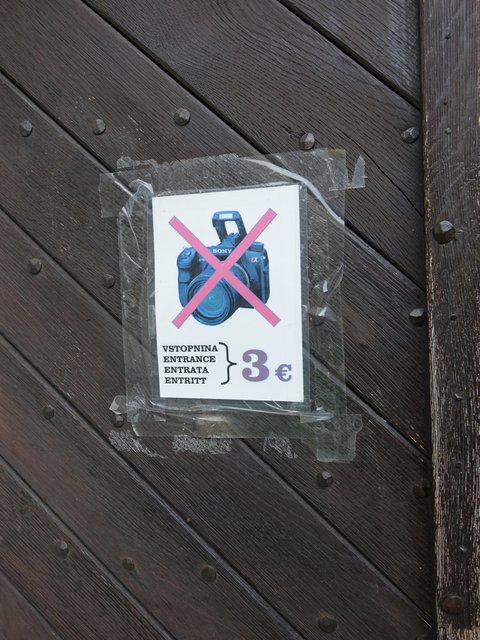 SONY
α
VSTOPNINA
ENTRANCE
ENTRATA
ENTRITT
3 €